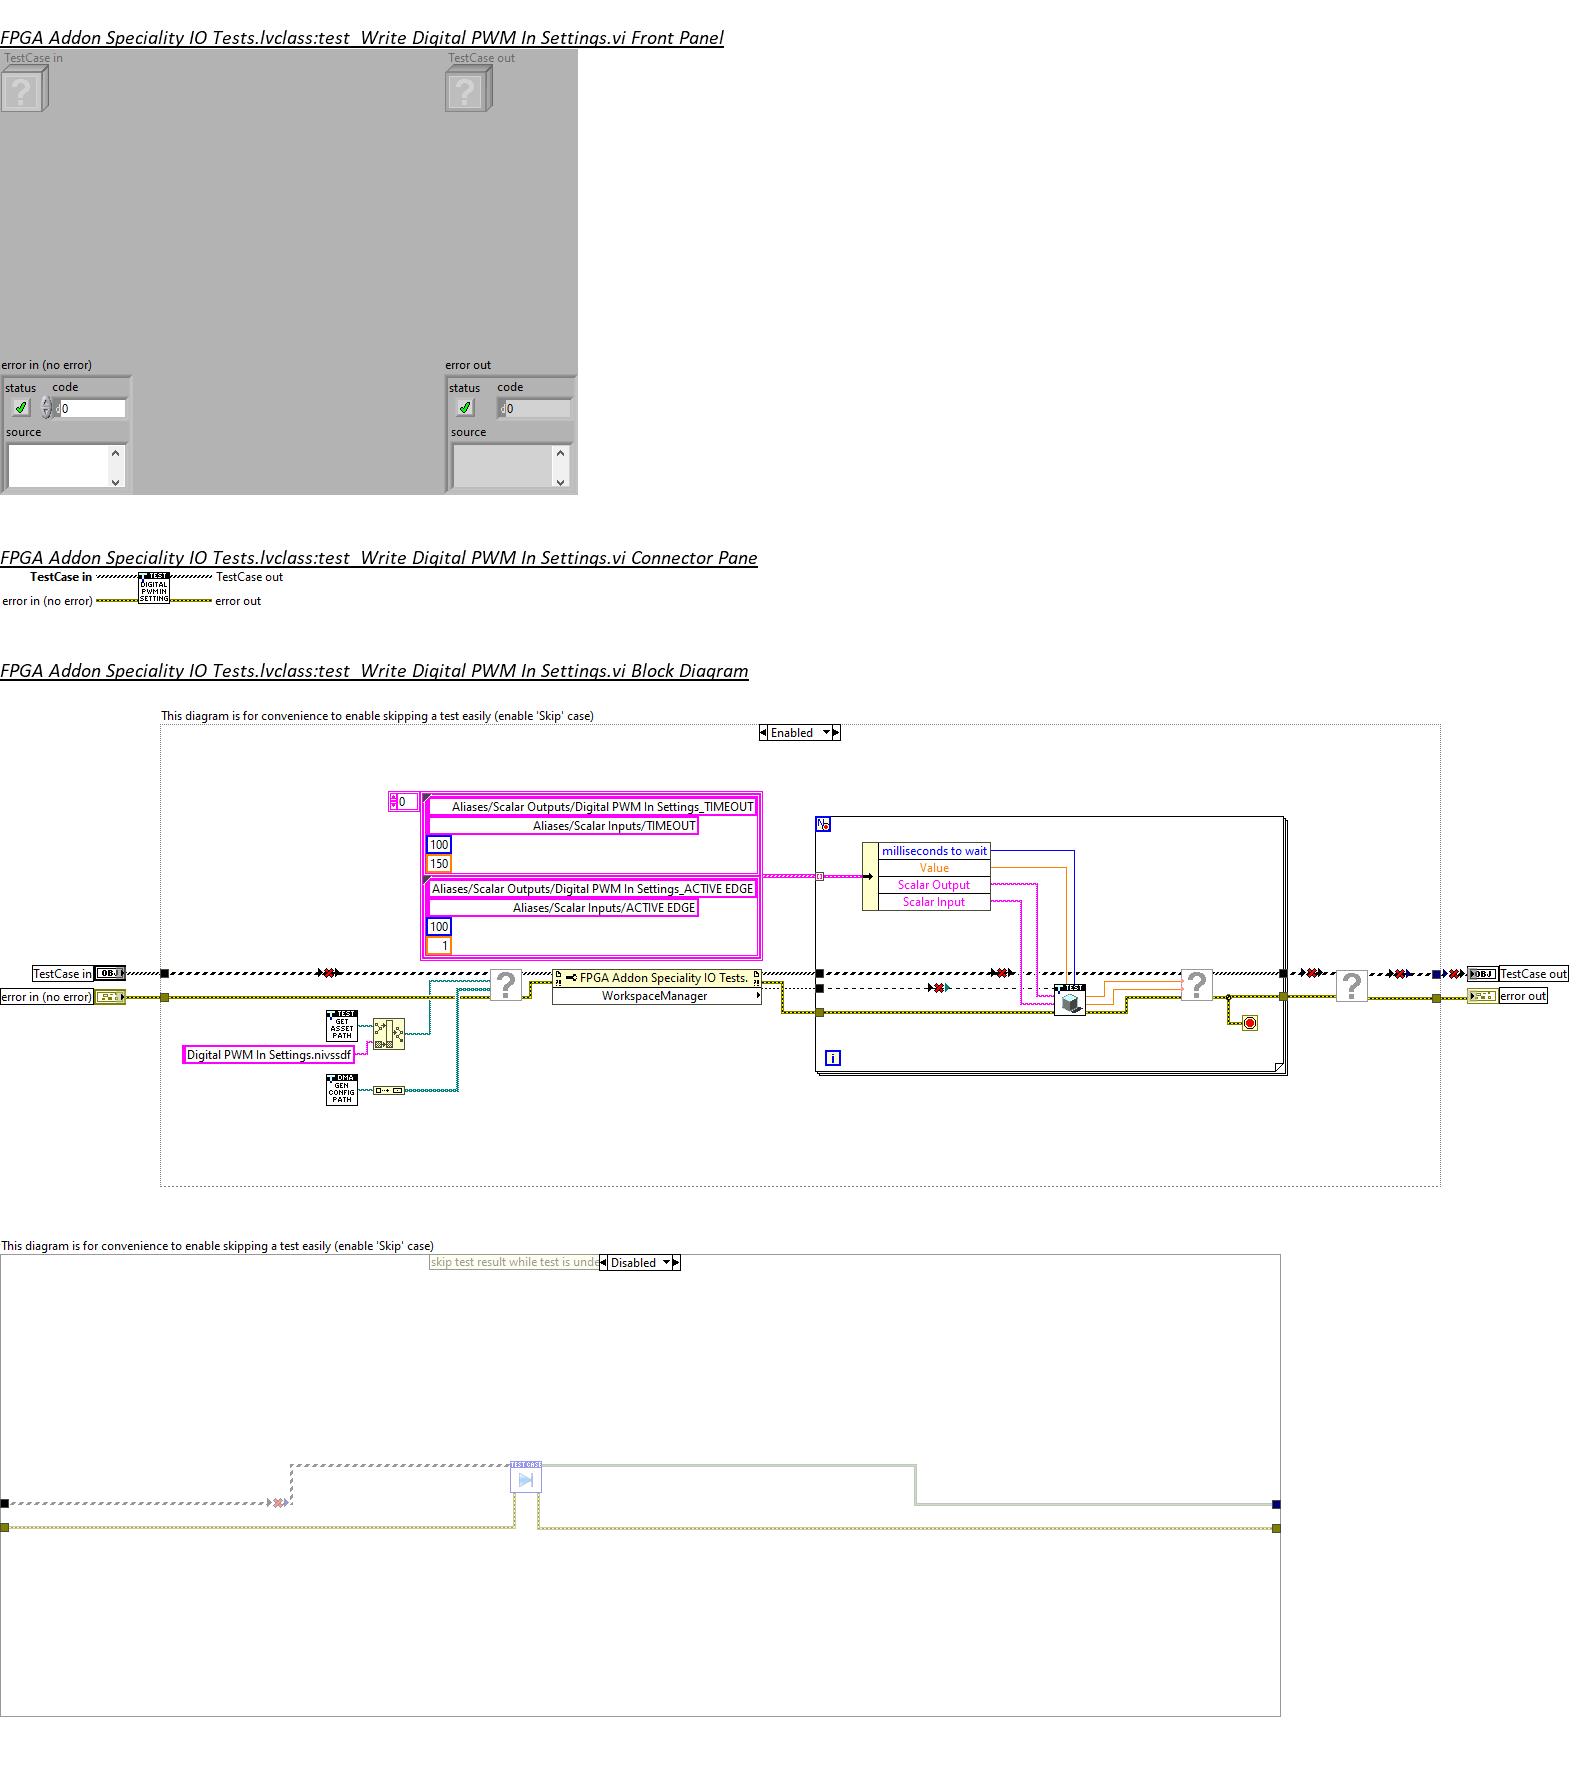 FPGA Addon Speciality IO Tests.lvclass:test_Write Digital PWM In Settings.vi Front Panel
TestCase in
TestCase out
?
?
error in (no error)
error out
status
code
status
code
0
0
source
source
FPGA Addon Speciality IO Tests.lvclass:test_Write Digital PWM In Settings.vi Connector Pane
TestCase in
TEST
TestCase out
DIGITAL
PWM IN
SETTING
error in (no error)
error out
FPGA Addon Speciality IO Tests.lvclass:test_Write Digital PWM In Settings.vi Block Diagram
This diagram is for convenience to enable skipping a test easily (enable 'Skip' case)
Enabled
0
Aliases/Scalar Outputs/Digital PWM In Settings_TIMEOUT
Aliases/Scalar Inputs/TIMEOUT
100
150
Aliases/Scalar Outputs/Digital PWM In Settings_ACTIVE EDGE
Aliases/Scalar Inputs/ACTIVE EDGE
100
1
N
milliseconds to wait
Value
Scalar Output
Scalar Input
TestCase in
OBJ
?
FPGA Addon Speciality IO Tests.
WorkspaceManager
TEST
?
?
OBJ
TestCase out
error in (no error)
error out
TEST
GET
ASSET
PATH
Digital PWM In Settings.nivssdf
DMA
GEN
CONFIG
PATH
i
This diagram is for convenience to enable skipping a test easily (enable 'Skip' case)
skip test result while test is unde
Disabled
TEST CASE